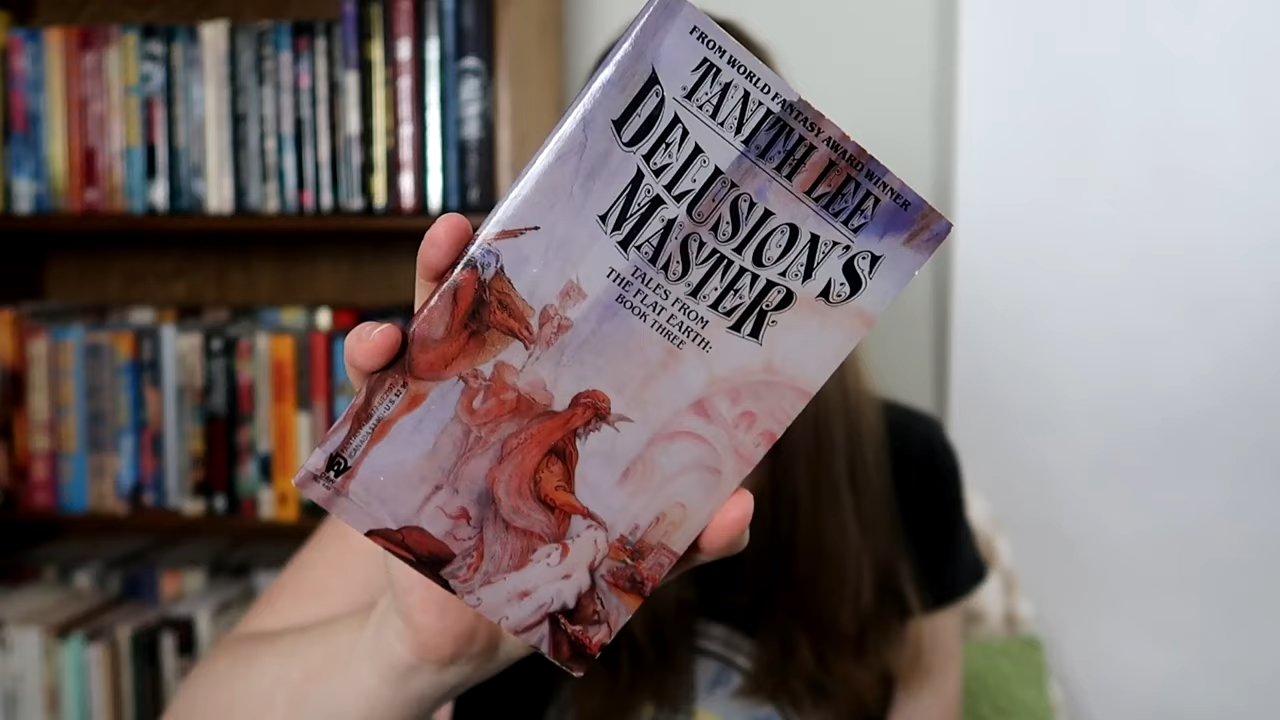 FROM WORLD FANTASY AWARD WINNER
TANITH LEE
DELUSION'S
MASTER
TALES FROM
THE FLAT EARTH:
BOOK THREE